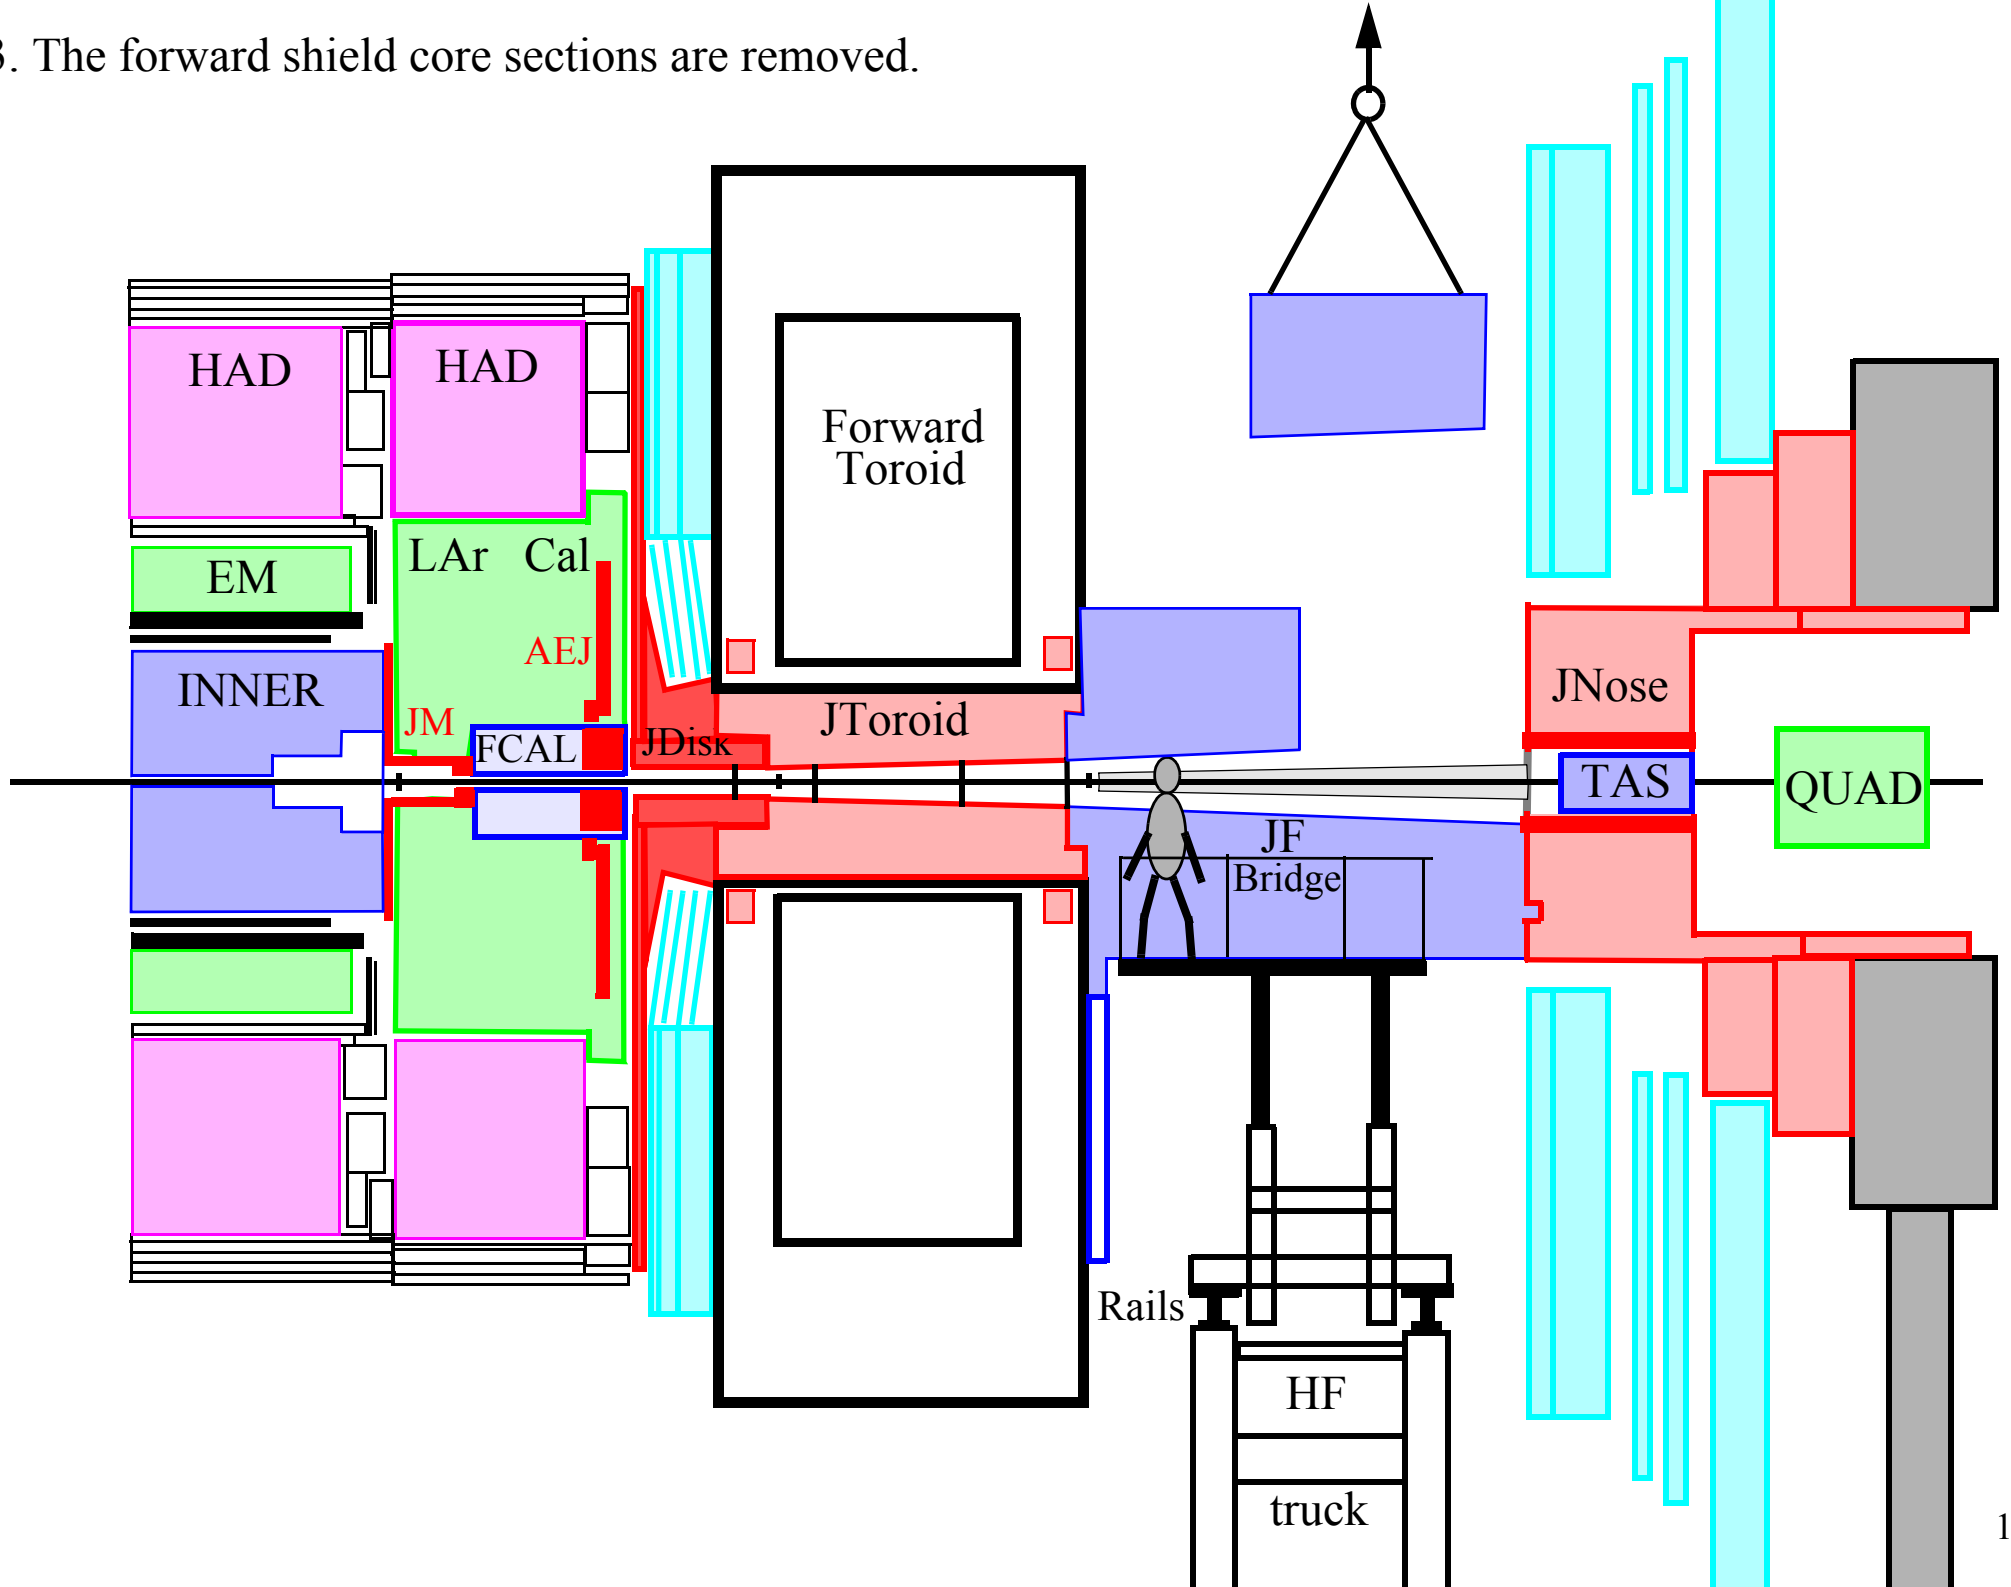 3. The forward shield core sections are removed.
HAD
HAD
Forward
Toroid
LAr Cal
EM
AEJ
INNER
JM
FCAL
JDisk
JToroid
JNose
TAS
QUAD
JF
Bridge
Rails
HF
truck
1